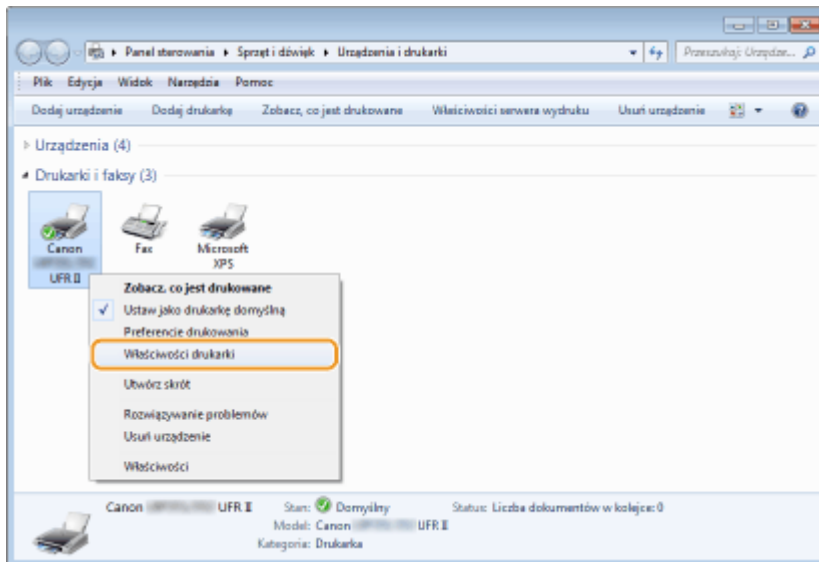 Panel sterowania ▸ Sprzęt i dźwięk ▸ Urządzenia i drukarki
Przeszukaj: Urządze...
Plik Edycja Widok Narzędzia Pomoc
Dodaj urządzenie Dodaj drukarkę Zobacz, co jest drukowane Właściwości serwera wydruku Usuń urządzenie
Urządzenia (4)
Drukarki i faksy (3)
Canon
UFR II
Fax
Microsoft
XPS
Zobacz, co jest drukowane
Ustaw jako drukarkę domyślną
Preferencje drukowania
Właściwości drukarki
Utwórz skrót
Rozwiązywanie problemów
Usuń urządzenie
Właściwości
Canon UFR II Stan: Domyślny Status: Liczba dokumentów w kolejce: 0
Model: Canon UFR II
Kategoria: Drukarka